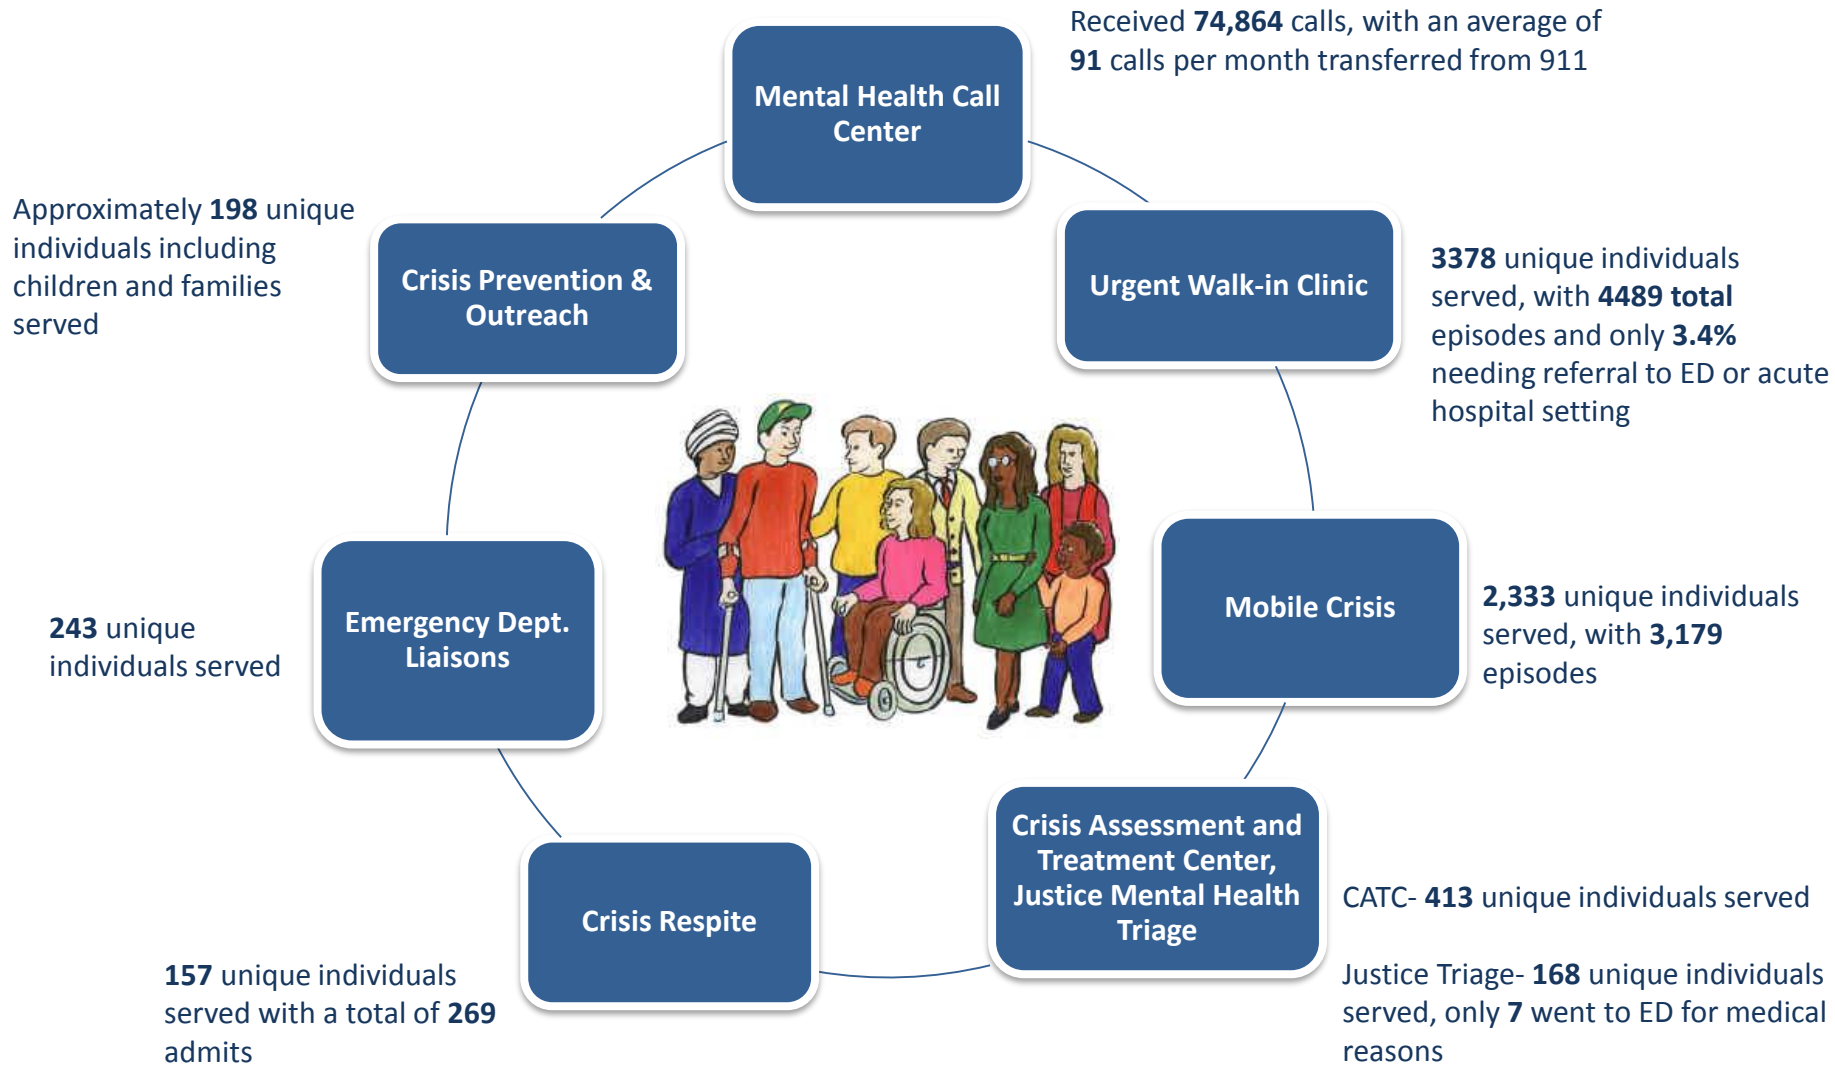 Received 74,864 calls, with an average of
91 calls per month transferred from 911
Mental Health Call
Center
Urgent Walk-in Clinic
3378 unique individuals
served, with 4489 total
episodes and only 3.4%
needing referral to ED or acute
hospital setting
Mobile Crisis
2,333 unique individuals
served, with 3,179
episodes
Crisis Assessment and
Treatment Center,
Justice Mental Health
Triage
CATC- 413 unique individuals served
Justice Triage- 168 unique individuals
served, only 7 went to ED for medical
reasons
Crisis Respite
157 unique individuals
served with a total of 269
admits
Emergency Dept.
Liaisons
243 unique
individuals served
Crisis Prevention &
Outreach
Approximately 198 unique
individuals including
children and families
served